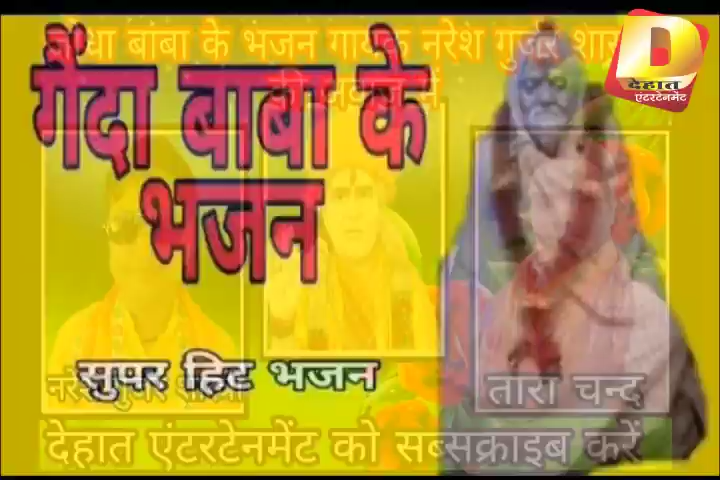 बाबा के भजन गायक नरेश गुर्जर
देहात
एंटरटेनमेंट
गेंदा बाबा के
भजन
सुपर हिट भजन
तारा चन्द
देहात एंटरटेनमेंट को सब्सक्राइब करें